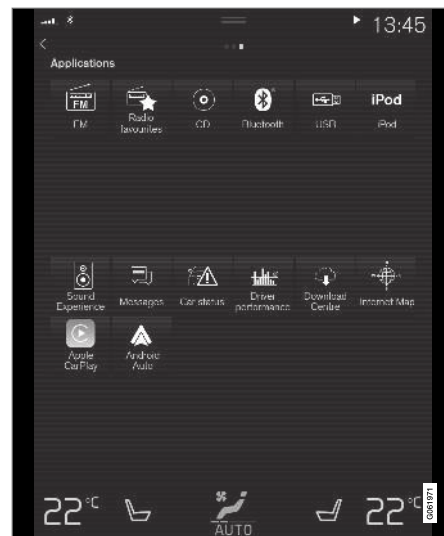 13:45
Applications
FM
iPod
FM
Radio
favourites
CD
Bluetooth
USB
iPod
Sound
Experience
Messages
Car status
Driver
performance
Download
Centre
Internet Map
Apple
CarPlay
Android
Auto
22°C
22°C
AUTO
G061971